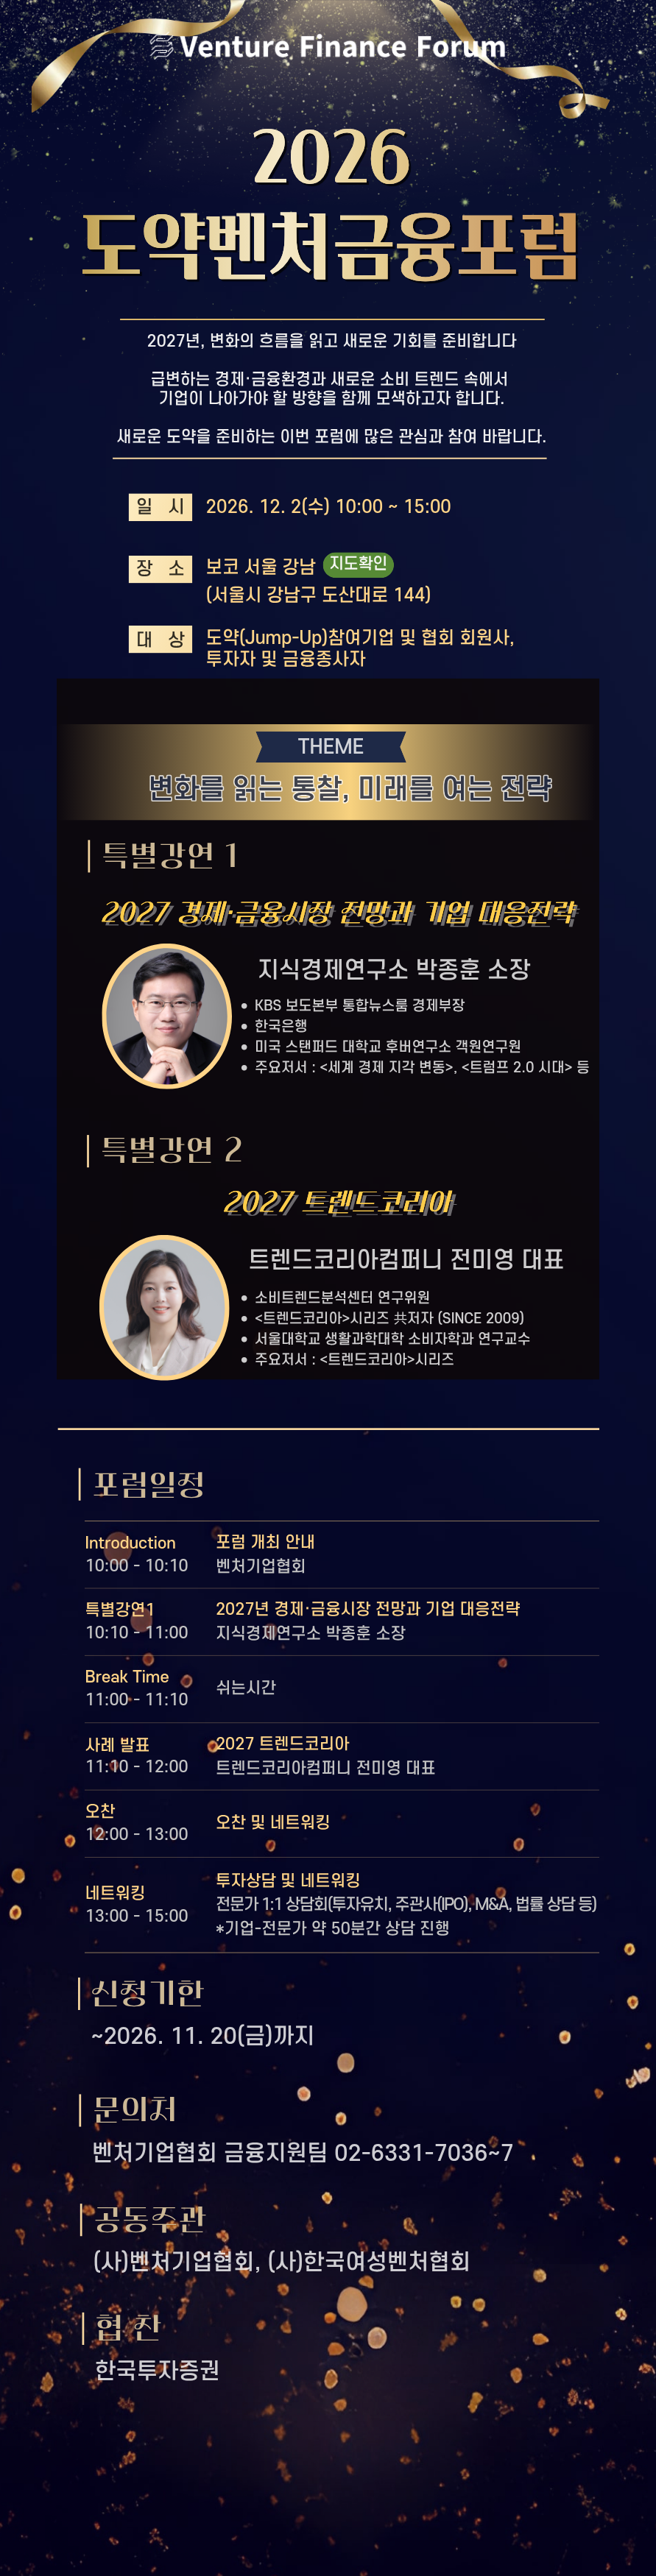 Venture Finance Forum
2026
도약벤처금융포럼
2027년, 변화의 흐름을 읽고 새로운 기회를 준비합니다
급변하는 경제·금융환경과 새로운 소비 트렌드 속에서
기업이 나아가야 할 방향을 함께 모색하고자 합니다.
새로운 도약을 준비하는 이번 포럼에 많은 관심과 참여 바랍니다.
일 시 2026. 12. 2(수) 10:00 ~ 15:00
장 소 보코 서울 강남 지도확인
(서울시 강남구 도산대로 144)
대 상 도약(Jump-Up)참여기업 및 협회 회원사,
투자자 및 금융종사자
THEME
변화를 읽는 통찰, 미래를 여는 전략
특별강연 1
2027 경제·금융시장 전망과 기업 대응전략
지식경제연구소 박종훈 소장
• KBS 보도본부 통합뉴스룸 경제부장
• 한국은행
• 미국 스탠퍼드 대학교 후버연구소 객원연구원
• 주요저서 : <세계 경제 지각 변동>, <트럼프 2.0 시대> 등
특별강연 2
2027 트렌드코리아
트렌드코리아컴퍼니 전미영 대표
• 소비트렌드분석센터 연구위원
• <트렌드코리아>시리즈 共저자 (SINCE 2009)
• 서울대학교 생활과학대학 소비자학과 연구교수
• 주요저서 : <트렌드코리아>시리즈
포럼일정
Introduction 포럼 개최 안내
10:00 - 10:10 벤처기업협회
특별강연1 2027년 경제·금융시장 전망과 기업 대응전략
10:10 - 11:00 지식경제연구소 박종훈 소장
Break Time
11:00 - 11:10 쉬는시간
사례 발표 2027 트렌드코리아
11:10 - 12:00 트렌드코리아컴퍼니 전미영 대표
오찬
12:00 - 13:00 오찬 및 네트워킹
네트워킹 투자상담 및 네트워킹
13:00 - 15:00 전문가 1:1 상담회(투자유치, 주관사(IPO), M&A, 법률 상담 등)
*기업-전문가 약 50분간 상담 진행
신청기한
~2026. 11. 20(금)까지
문의처
벤처기업협회 금융지원팀 02-6331-7036~7
공동주관
(사)벤처기업협회, (사)한국여성벤처협회
협 찬
한국투자증권